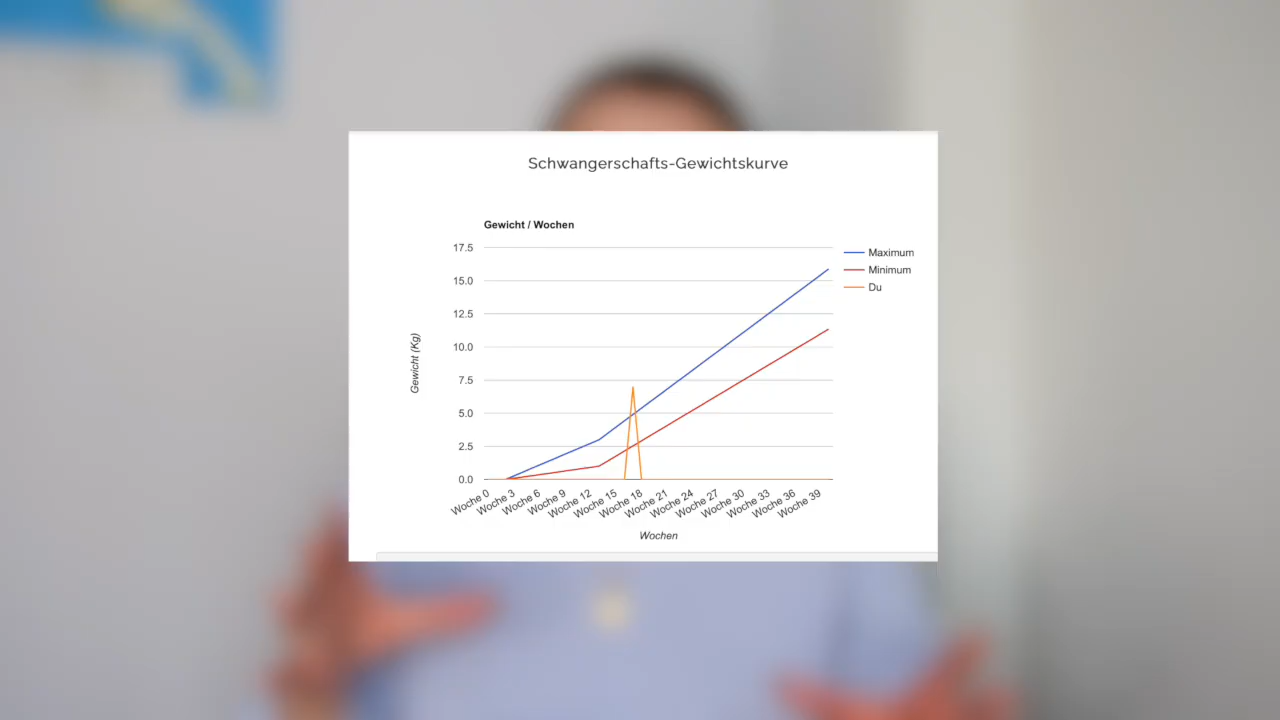 Schwangerschafts-Gewichtskurve
Gewicht / Wochen
17.5
15.0
12.5
10.0
7.5
5.0
2.5
0.0
Gewicht (Kg)
Woche 0
Woche 3
Woche 6
Woche 9
Woche 12
Woche 15
Woche 18
Woche 21
Woche 24
Woche 27
Woche 30
Woche 33
Woche 36
Woche 39
Wochen
Maximum
Minimum
Du